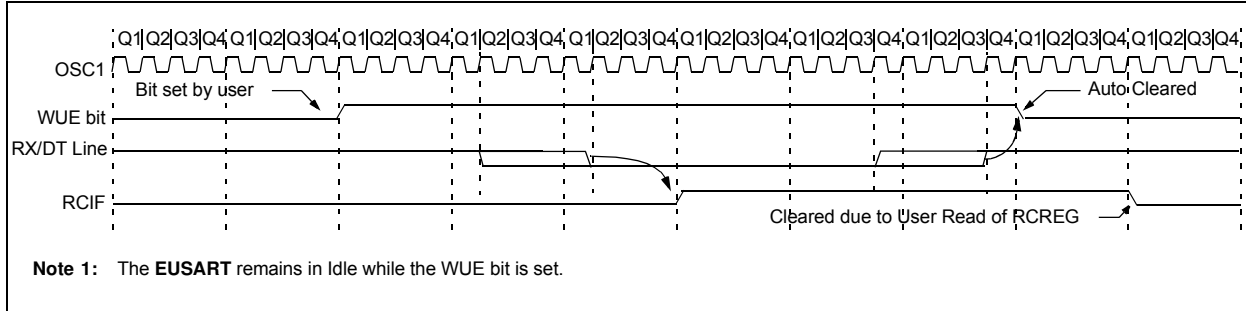 Q1 Q2 Q3 Q4 Q1 Q2 Q3 Q4 Q1 Q2 Q3 Q4 Q1 Q2 Q3 Q4 Q1 Q2 Q3 Q4 Q1 Q2 Q3 Q4 Q1 Q2 Q3 Q4 Q1 Q2 Q3 Q4 Q1 Q2 Q3 Q4 Q1 Q2 Q3 Q4
OSC1
Bit set by user
Auto Cleared
WUE bit
RX/DT Line
RCIF
Cleared due to User Read of RCREG
Note 1: The EUSART remains in Idle while the WUE bit is set.